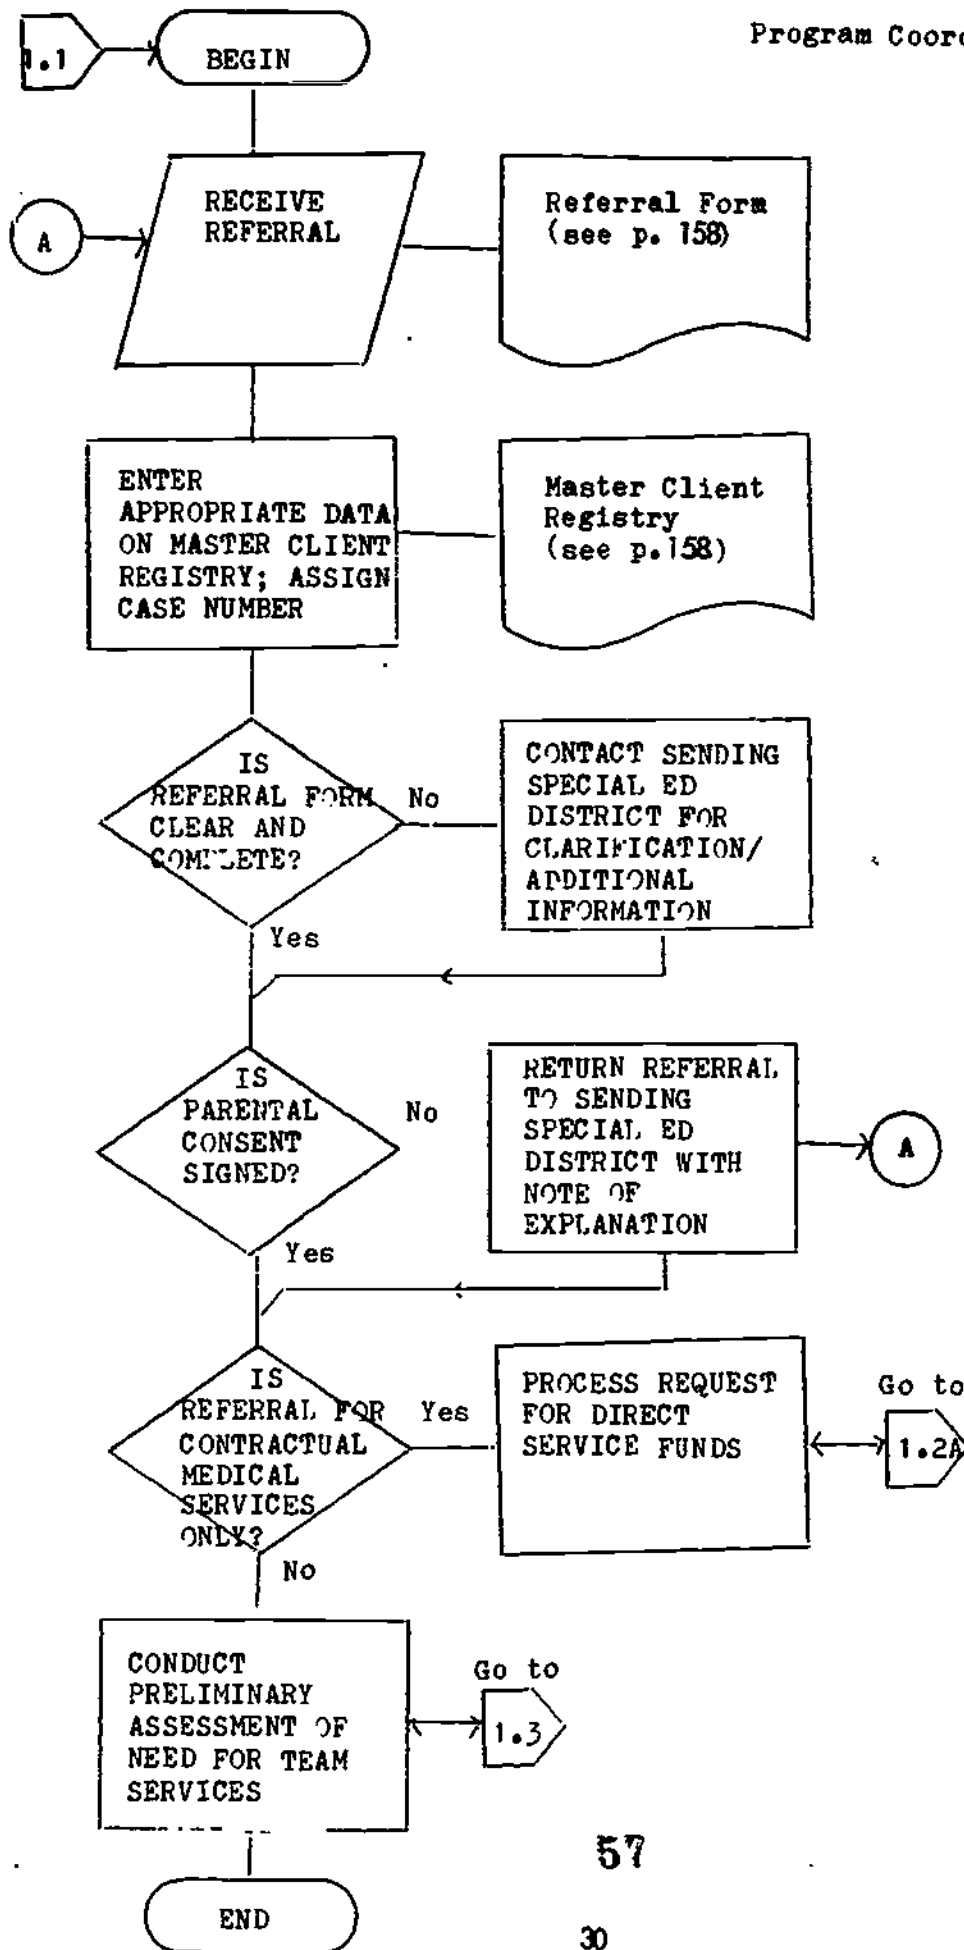 Program Coor
1.1
BEGIN
A
RECEIVE
REFERRAL
Referral Form
(see p. 158)
ENTER
APPROPRIATE DATA
ON MASTER CLIENT
REGISTRY; ASSIGN
CASE NUMBER
Master Client
Registry
(see p.158)
IS
REFERRAL FORM
CLEAR AND
COMPLETE?
No
CONTACT SENDING
SPECIAL ED
DISTRICT FOR
CLARIFICATION/
ADDITIONAL
INFORMATION
Yes
IS
PARENTAL
CONSENT
SIGNED?
No
RETURN REFERRAL
TO SENDING
SPECIAL ED
DISTRICT WITH
NOTE OF
EXPLANATION
A
Yes
IS
REFERRAL FOR
CONTRACTUAL
MEDICAL
SERVICES
ONLY?
Yes
PROCESS REQUEST
FOR DIRECT
SERVICE FUNDS
Go to
1.2A
No
CONDUCT
PRELIMINARY
ASSESSMENT OF
NEED FOR TEAM
SERVICES
Go to
1.3
57
END
30